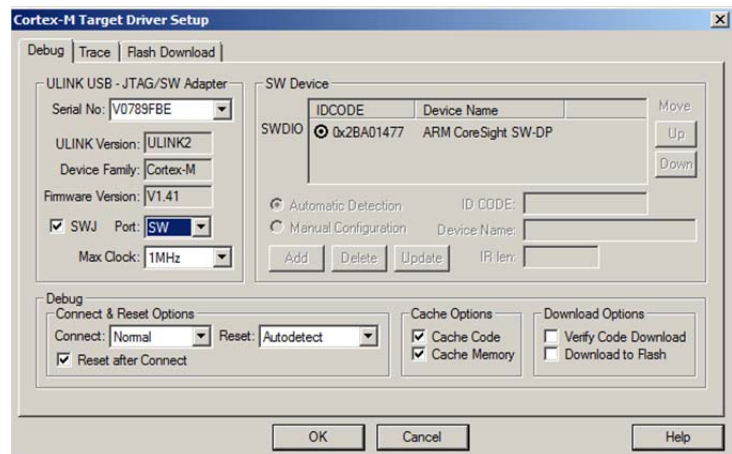 Cortex-M Target Driver Setup
Debug Trace Flash Download
ULINK USB - JTAG/SW Adapter
Serial No: V0789FBE
ULINK Version: ULINK2
Device Family: Cortex-M
Firmware Version: V1.41
SWJ Port: SW
Max Clock: 1MHz
SW Device
IDCODE Device Name
SWDIO 0x2BA01477 ARM CoreSight SW-DP
Move
Up
Down
Automatic Detection ID CODE:
Manual Configuration Device Name:
Add Delete Update IR len:
Debug
Connect & Reset Options
Connect: Normal Reset: Autodetect
Reset after Connect
Cache Options
Cache Code
Cache Memory
Download Options
Verify Code Download
Download to Flash
OK Cancel Help